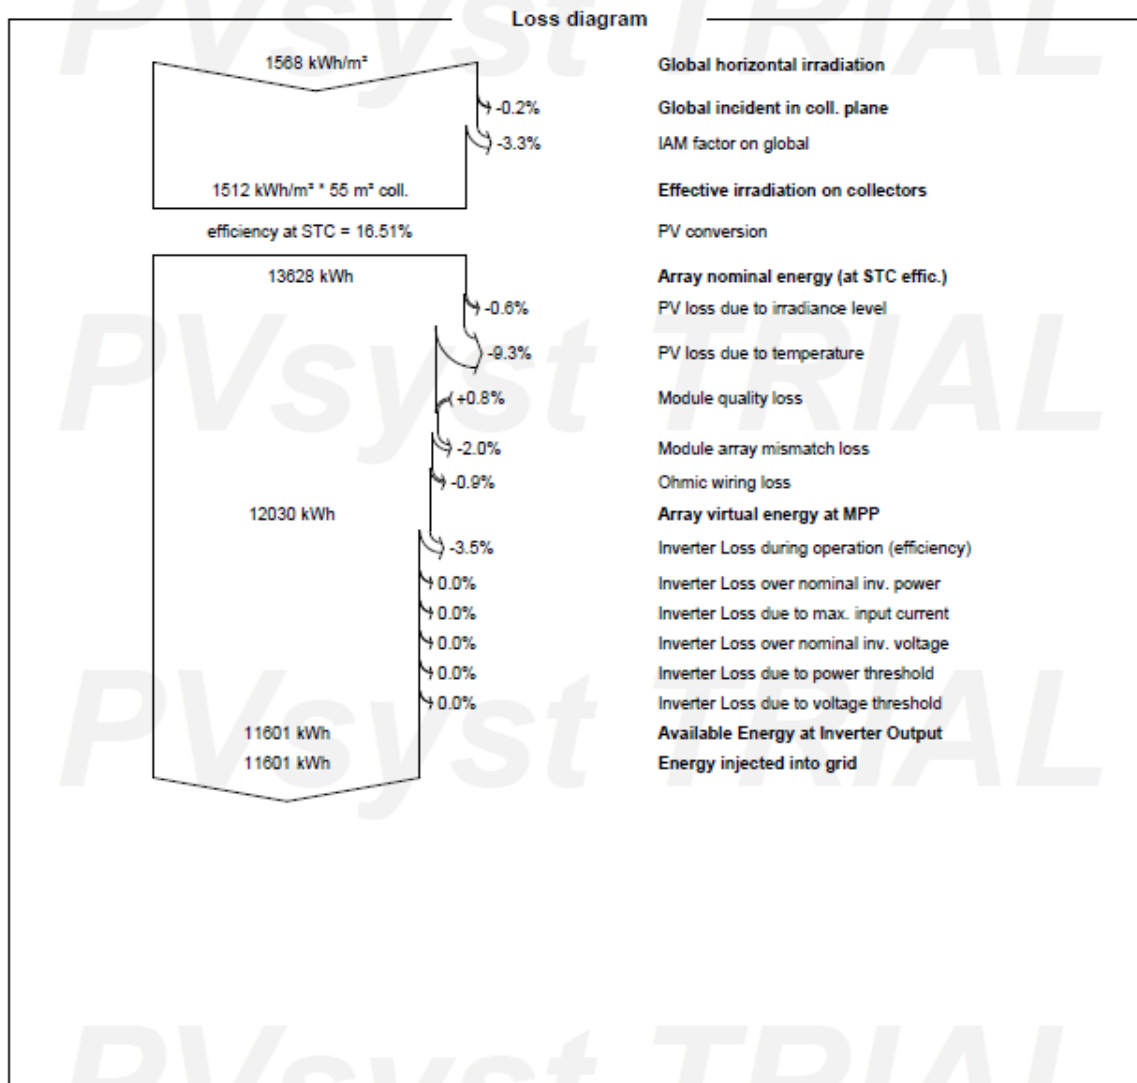 Loss diagram
1568 kWh/m² Global horizontal irradiation
-0.2% Global incident in coll. plane
-3.3% IAM factor on global
1512 kWh/m² * 55 m² coll. Effective irradiation on collectors
efficiency at STC = 16.51% PV conversion
13628 kWh Array nominal energy (at STC effic.)
-0.6% PV loss due to irradiance level
-9.3% PV loss due to temperature
+0.8% Module quality loss
-2.0% Module array mismatch loss
-0.9% Ohmic wiring loss
12030 kWh Array virtual energy at MPP
-3.5% Inverter Loss during operation (efficiency)
0.0% Inverter Loss over nominal inv. power
0.0% Inverter Loss due to max. input current
0.0% Inverter Loss over nominal inv. voltage
0.0% Inverter Loss due to power threshold
0.0% Inverter Loss due to voltage threshold
11601 kWh Available Energy at Inverter Output
11601 kWh Energy injected into grid
PVsyst TRIAL
PVsyst TRIAL
PVsyst TRIAL
PVsyst TRIAL